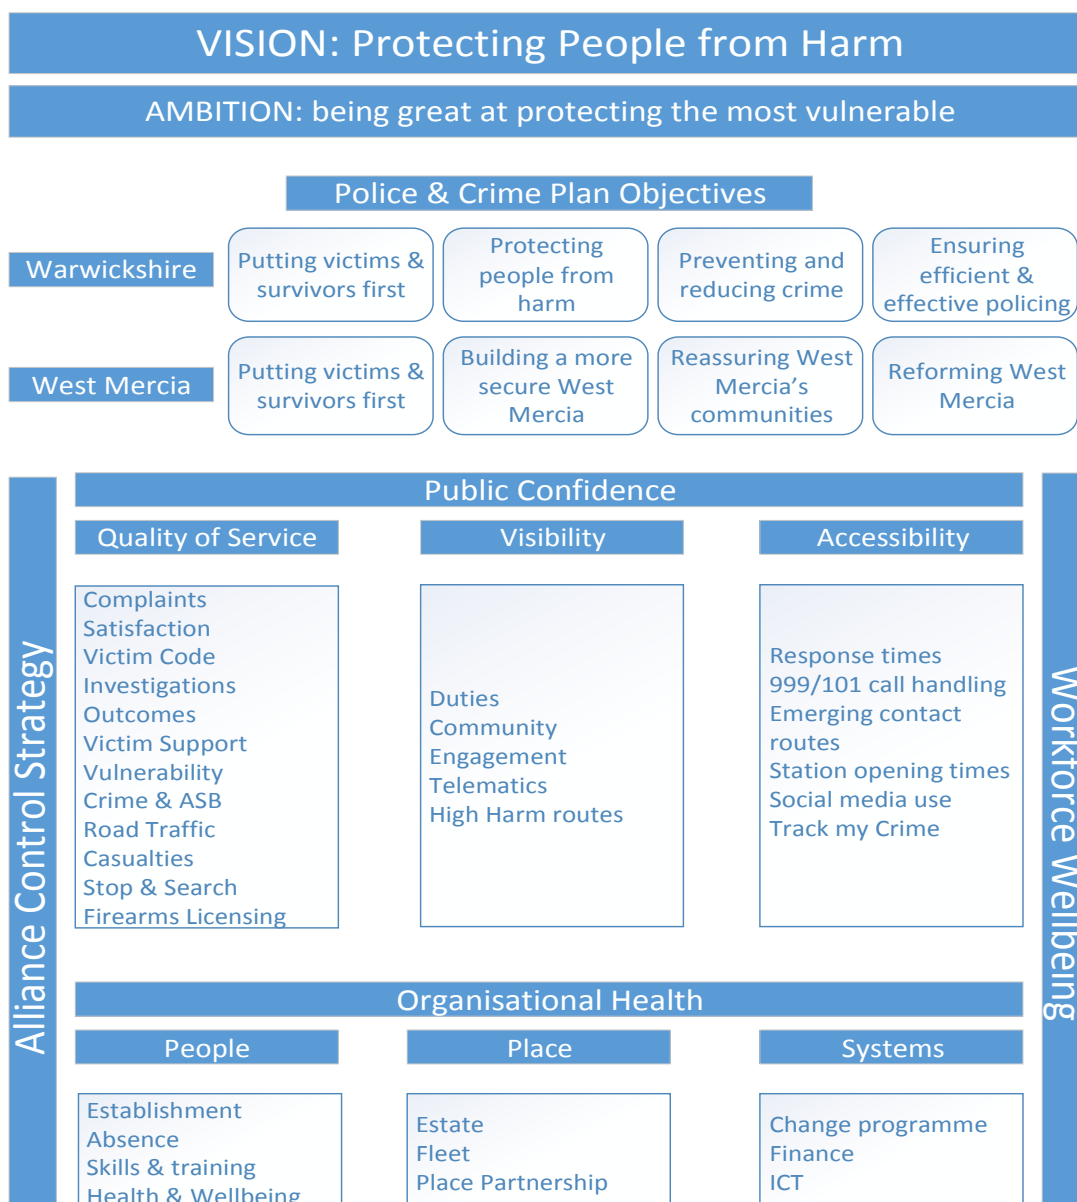 VISION: Protecting People from Harm
AMBITION: being great at protecting the most vulnerable
Police & Crime Plan Objectives
Warwickshire
Putting victims &
survivors first
Protecting
people from
harm
Preventing and
reducing crime
Ensuring
efficient &
effective policing
West Mercia
Putting victims &
survivors first
Building a more
secure West
Mercia
Reassuring West
Mercia's
communities
Reforming West
Mercia
Alliance Control Strategy
Public Confidence
Quality of Service
Complaints
Satisfaction
Victim Code
Investigations
Outcomes
Victim Support
Vulnerability
Crime & ASB
Road Traffic
Casualties
Stop & Search
Firearms Licensing
Visibility
Duties
Community
Engagement
Telematics
High Harm routes
Accessibility
Response times
999/101 call handling
Emerging contact
routes
Station opening times
Social media use
Track my Crime
Workforce Wellbeing
Organisational Health
People
Establishment
Absence
Skills & training
Health & Wellbeing
Place
Estate
Fleet
Place Partnership
Systems
Change programme
Finance
ICT